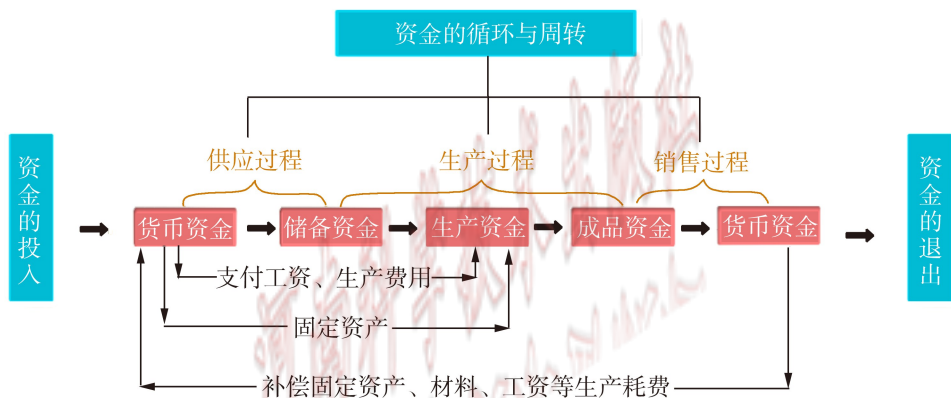 资金的循环与周转
供应过程
生产过程
销售过程
资金的投入
货币资金
储备资金
生产资金
成品资金
货币资金
资金的退出
支付工资、生产费用
固定资产
补偿固定资产、材料、工资等生产耗费